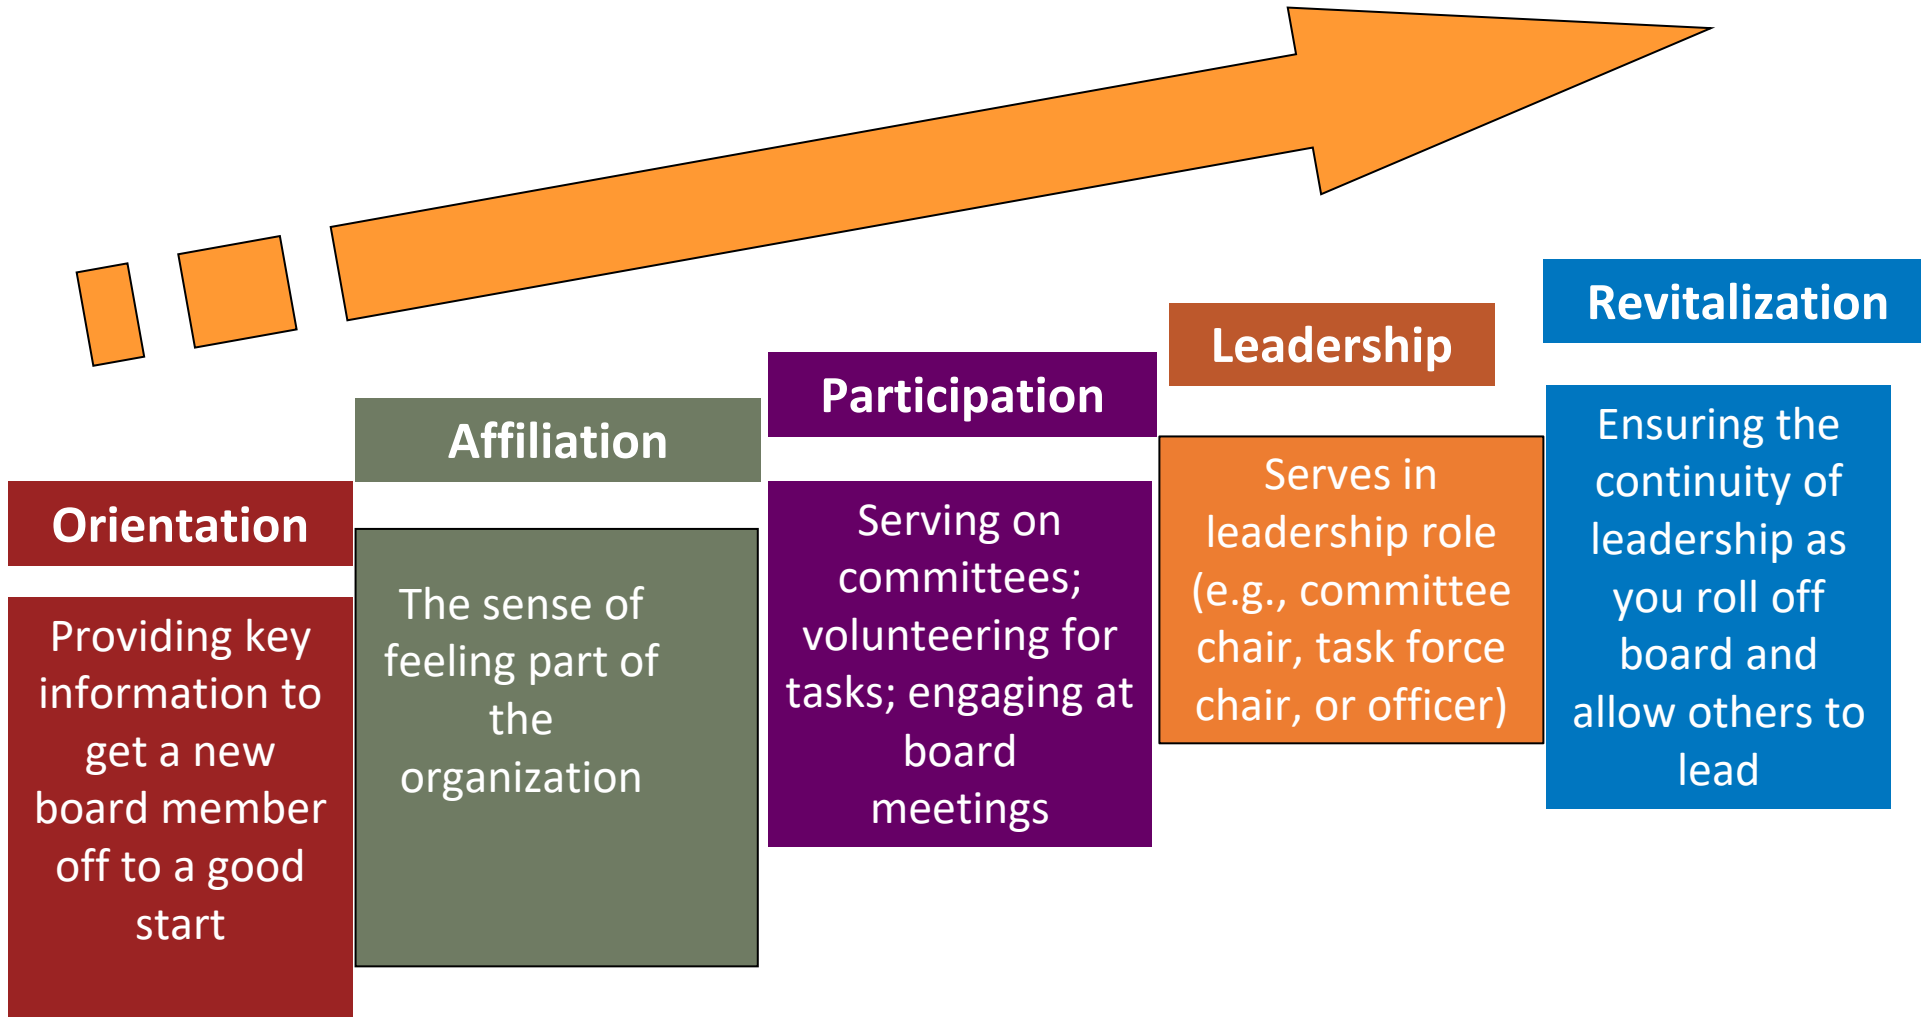 Orientation
Providing key
information to
get a new
board member
off to a good
start
Affiliation
The sense of
feeling part of
the
organization
Participation
Serving on
committees;
volunteering for
tasks; engaging at
board
meetings
Leadership
Serves in
leadership role
(e.g., committee
chair, task force
chair, or officer)
Revitalization
Ensuring the
continuity of
leadership as
you roll off
board and
allow others to
lead